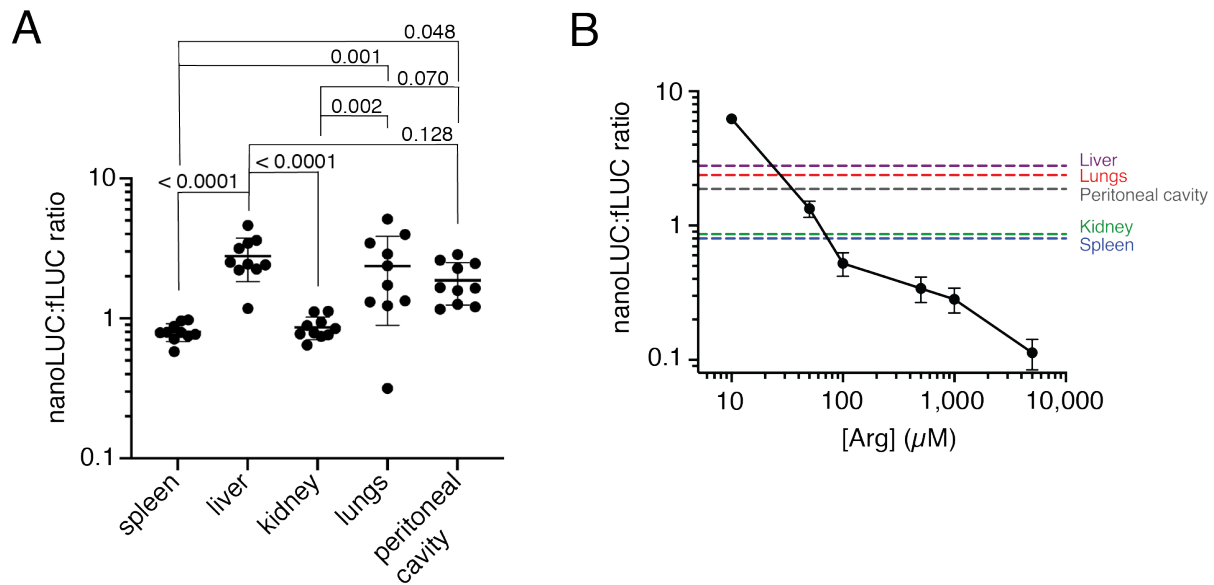 A
0.048
0.001
0.070
0.002
0.128
< 0.0001
< 0.0001
10
1
0.1
nanoLUC:fLUC ratio
spleen
liver
kidney
lungs
peritoneal
cavity
B
10
1
0.1
nanoLUC:fLUC ratio
Liver
Lungs
Peritoneal cavity
Kidney
Spleen
10 100 1,000 10,000
[Arg] (µM)